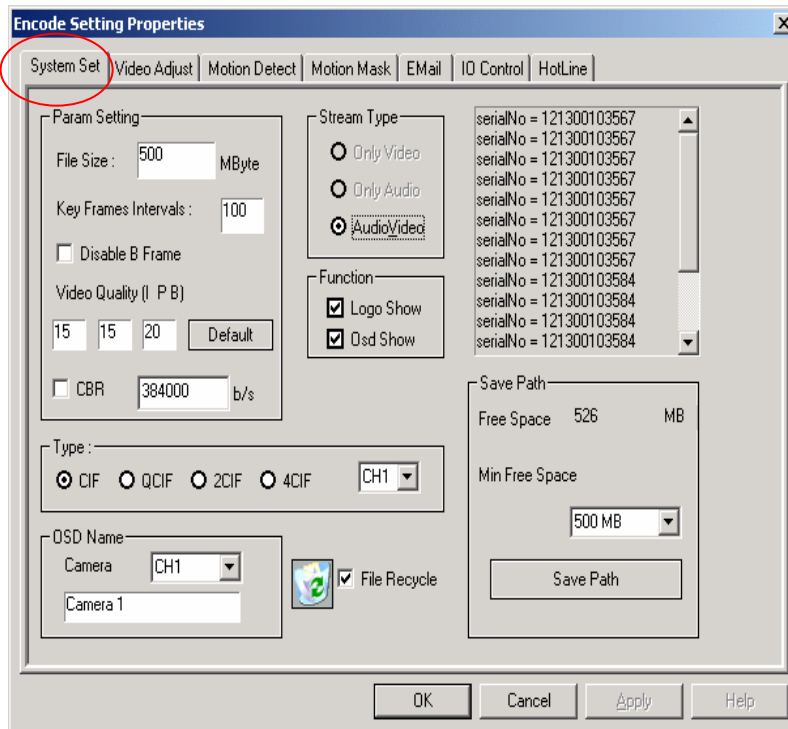 Encode Setting Properties
System Set
Video Adjust
Motion Detect
Motion Mask
EMail
IO Control
HotLine
Param Setting
File Size :
500
MByte
Key Frames Intervals :
100
Disable B Frame
Video Quality (I P B)
15
15
20
Default
CBR
384000
b/s
Stream Type
Only Video
Only Audio
AudioVideo
Function
Logo Show
Osd Show
serialNo = 121300103567
serialNo = 121300103567
serialNo = 121300103567
serialNo = 121300103567
serialNo = 121300103567
serialNo = 121300103567
serialNo = 121300103567
serialNo = 121300103567
serialNo = 121300103584
serialNo = 121300103584
serialNo = 121300103584
serialNo = 121300103584
Type :
CIF
QCIF
2CIF
4CIF
CH1
OSD Name
Camera
CH1
Camera 1
File Recycle
Save Path
Free Space
526
MB
Min Free Space
500 MB
Save Path
OK
Cancel
Apply
Help